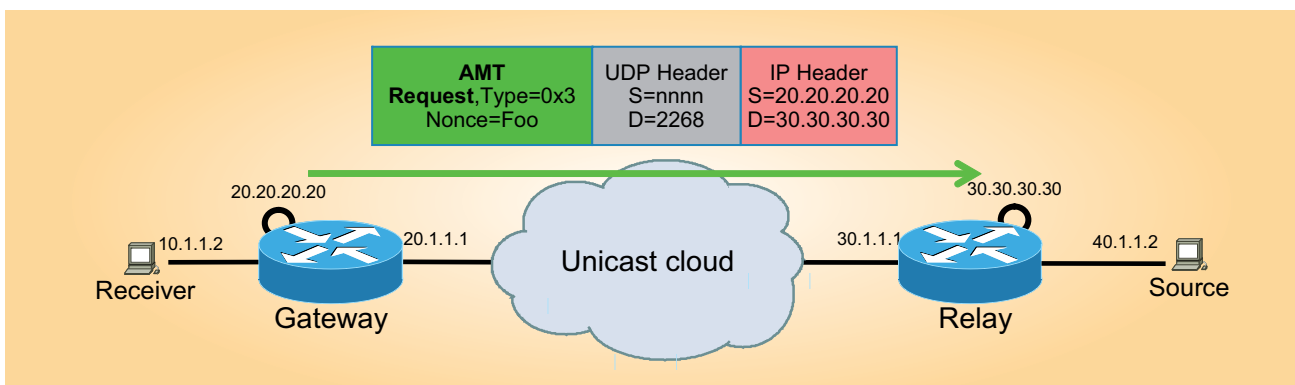 AMT
Request,Type=0x3
Nonce=Foo
UDP Header
S=nnnn
D=2268
IP Header
S=20.20.20.20
D=30.30.30.30
20.20.20.20
30.30.30.30
10.1.1.2
20.1.1.1
Unicast cloud
30.1.1.1
40.1.1.2
Receiver
Gateway
Relay
Source